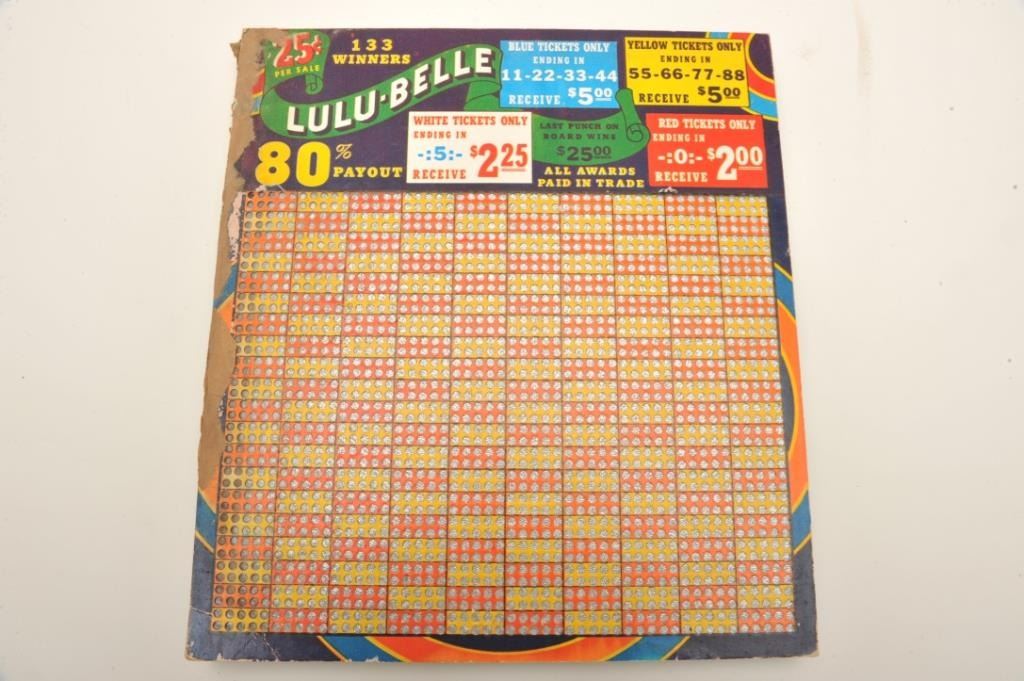 25¢
PER SALE
133
WINNERS
LULU-BELLE
80% PAYOUT
BLUE TICKETS ONLY
ENDING IN
11-22-33-44
RECEIVE $5.00
YELLOW TICKETS ONLY
ENDING IN
55-66-77-88
RECEIVE $5.00
WHITE TICKETS ONLY
ENDING IN
-:5:-
RECEIVE $2.25
LAST PUNCH ON
BOARD WINS
$25.00
ALL AWARDS
PAID IN TRADE
RED TICKETS ONLY
ENDING IN
-:0:-
RECEIVE $2.00